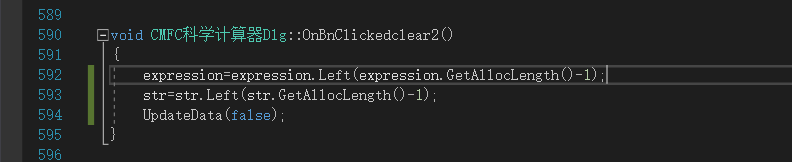 589
590 void CMFC科学计算器Dlg::OnBnClickedclear2()
591 {
592 expression=expression.Left(expression.GetAllocLength()-1);
593 str=str.Left(str.GetAllocLength()-1);
594 UpdateData(false);
595 }
596